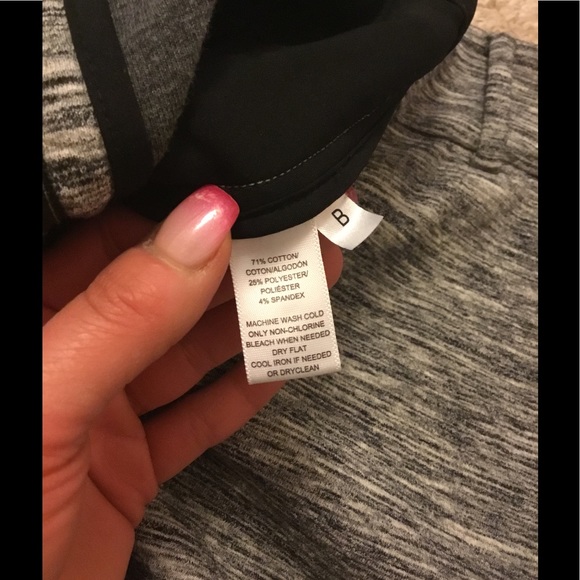 B
71% COTTON/
COTON/ALGODÓN
25% POLYESTER/
POLIÉSTER
4% SPANDEX
MACHINE WASH COLD
ONLY NON-CHLORINE
BLEACH WHEN NEEDED
DRY FLAT
COOL IRON IF NEEDED
OR DRYCLEAN